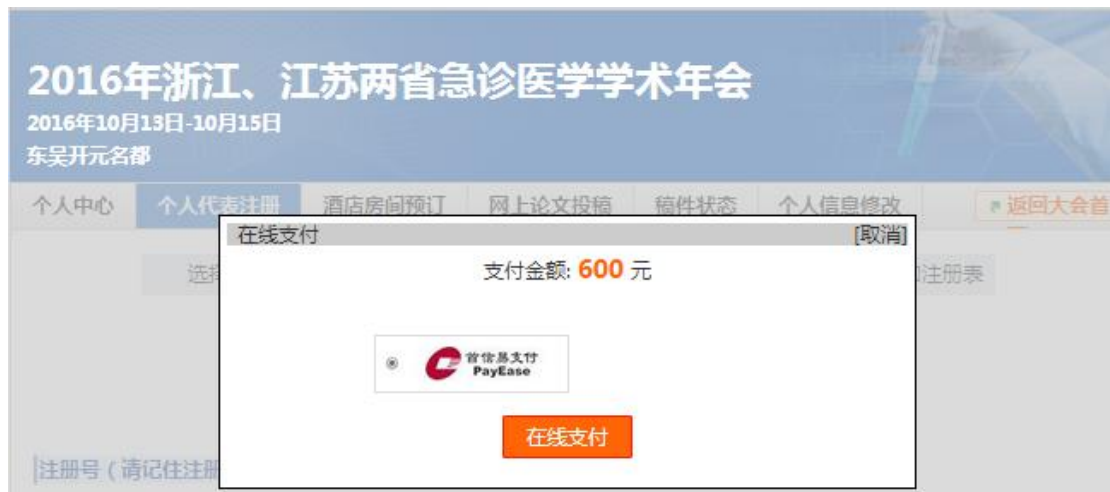 2016年浙江、江苏两省急诊医学学术年会
2016年10月13日-10月15日
东吴开元名都
个人中心 个人代表注册 酒店房间预订 网上论文投稿 稿件状态 个人信息修改 返回大会首
在线支付 [取消]
选择 支付金额: 600 元 注册表
首信易支付
PayEase
在线支付
注册号 ( 请记住注册